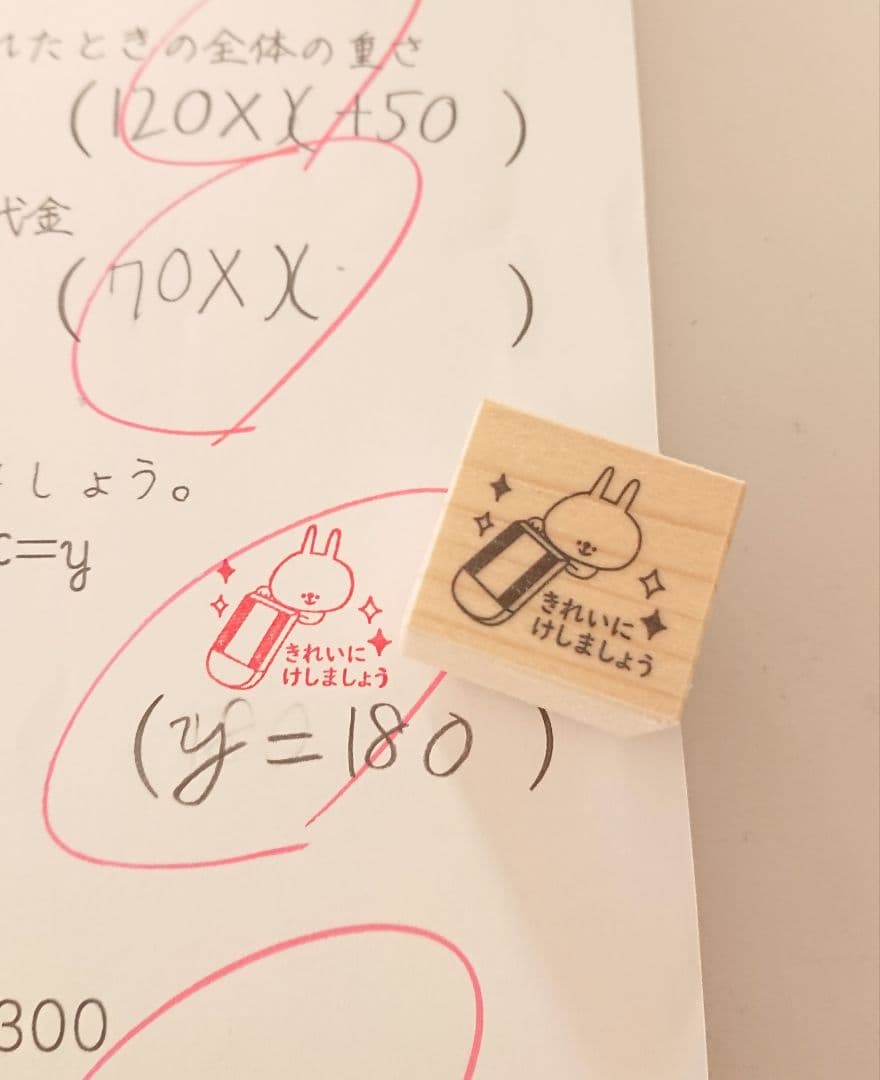 れたときの全体の重さ
(120×x+50)
代金
(70×x)
しょう。
=y
きれいに
けしましょう
きれいに
けしましょう
(y=180)
300